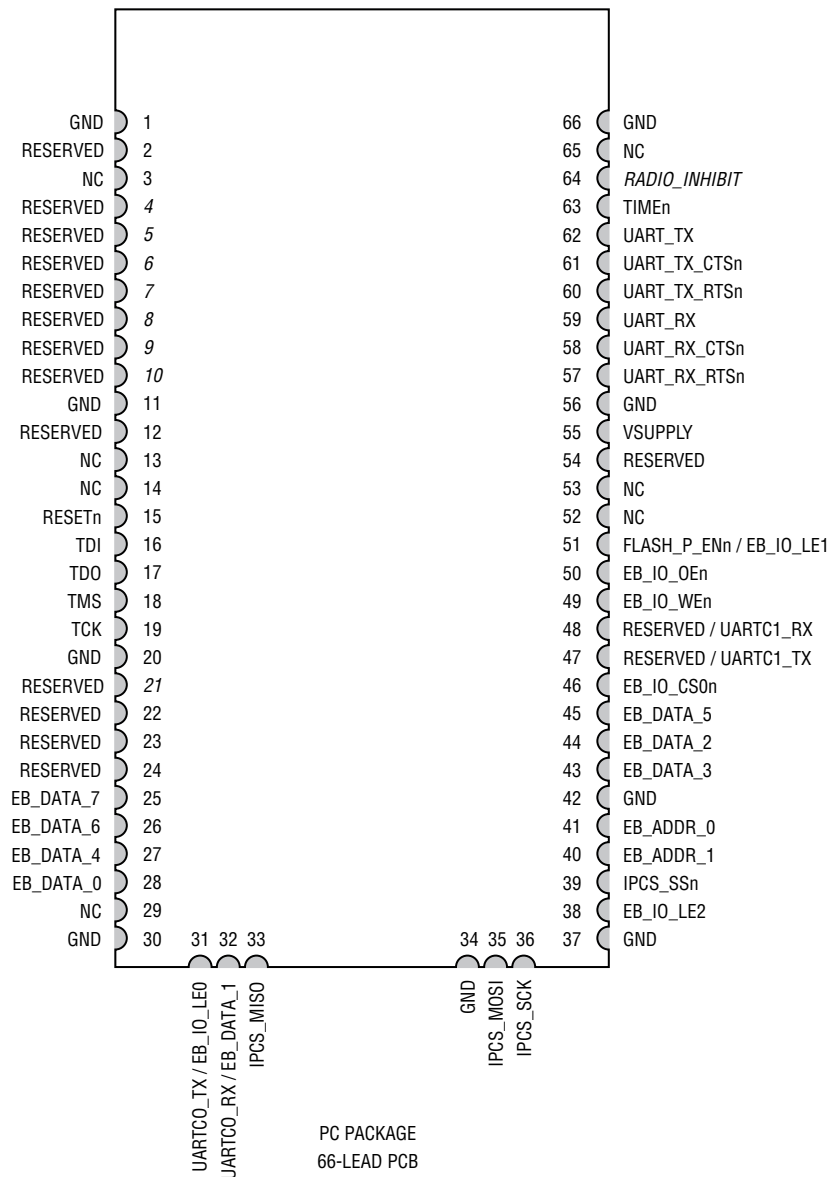 GND 1
RESERVED 2
NC 3
RESERVED 4
RESERVED 5
RESERVED 6
RESERVED 7
RESERVED 8
RESERVED 9
RESERVED 10
GND 11
RESERVED 12
NC 13
NC 14
RESETn 15
TDI 16
TDO 17
TMS 18
TCK 19
GND 20
RESERVED 21
RESERVED 22
RESERVED 23
RESERVED 24
EB_DATA_7 25
EB_DATA_6 26
EB_DATA_4 27
EB_DATA_0 28
NC 29
GND 30
31 UARTCO_TX / EB_IO_LE0
32 UARTCO_RX / EB_DATA_1
33 IPCS_MISO
34 GND
35 IPCS_MOSI
36 IPCS_SCK
66 GND
65 NC
64 RADIO_INHIBIT
63 TIMEn
62 UART_TX
61 UART_TX_CTSn
60 UART_TX_RTSn
59 UART_RX
58 UART_RX_CTSn
57 UART_RX_RTSn
56 GND
55 VSUPPLY
54 RESERVED
53 NC
52 NC
51 FLASH_P_ENn / EB_IO_LE1
50 EB_IO_OEn
49 EB_IO_WEn
48 RESERVED / UARTC1_RX
47 RESERVED / UARTC1_TX
46 EB_IO_CS0n
45 EB_DATA_5
44 EB_DATA_2
43 EB_DATA_3
42 GND
41 EB_ADDR_0
40 EB_ADDR_1
39 IPCS_SSn
38 EB_IO_LE2
37 GND
PC PACKAGE
66-LEAD PCB